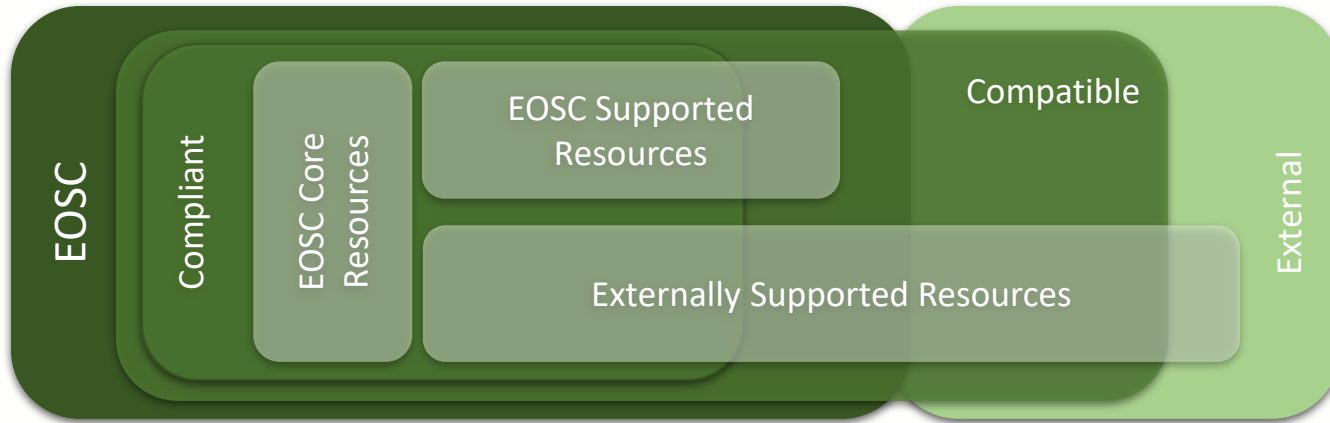 EOSC
Compliant
EOSC Core
Resources
EOSC Supported
Resources
Externally Supported Resources
Compatible
External